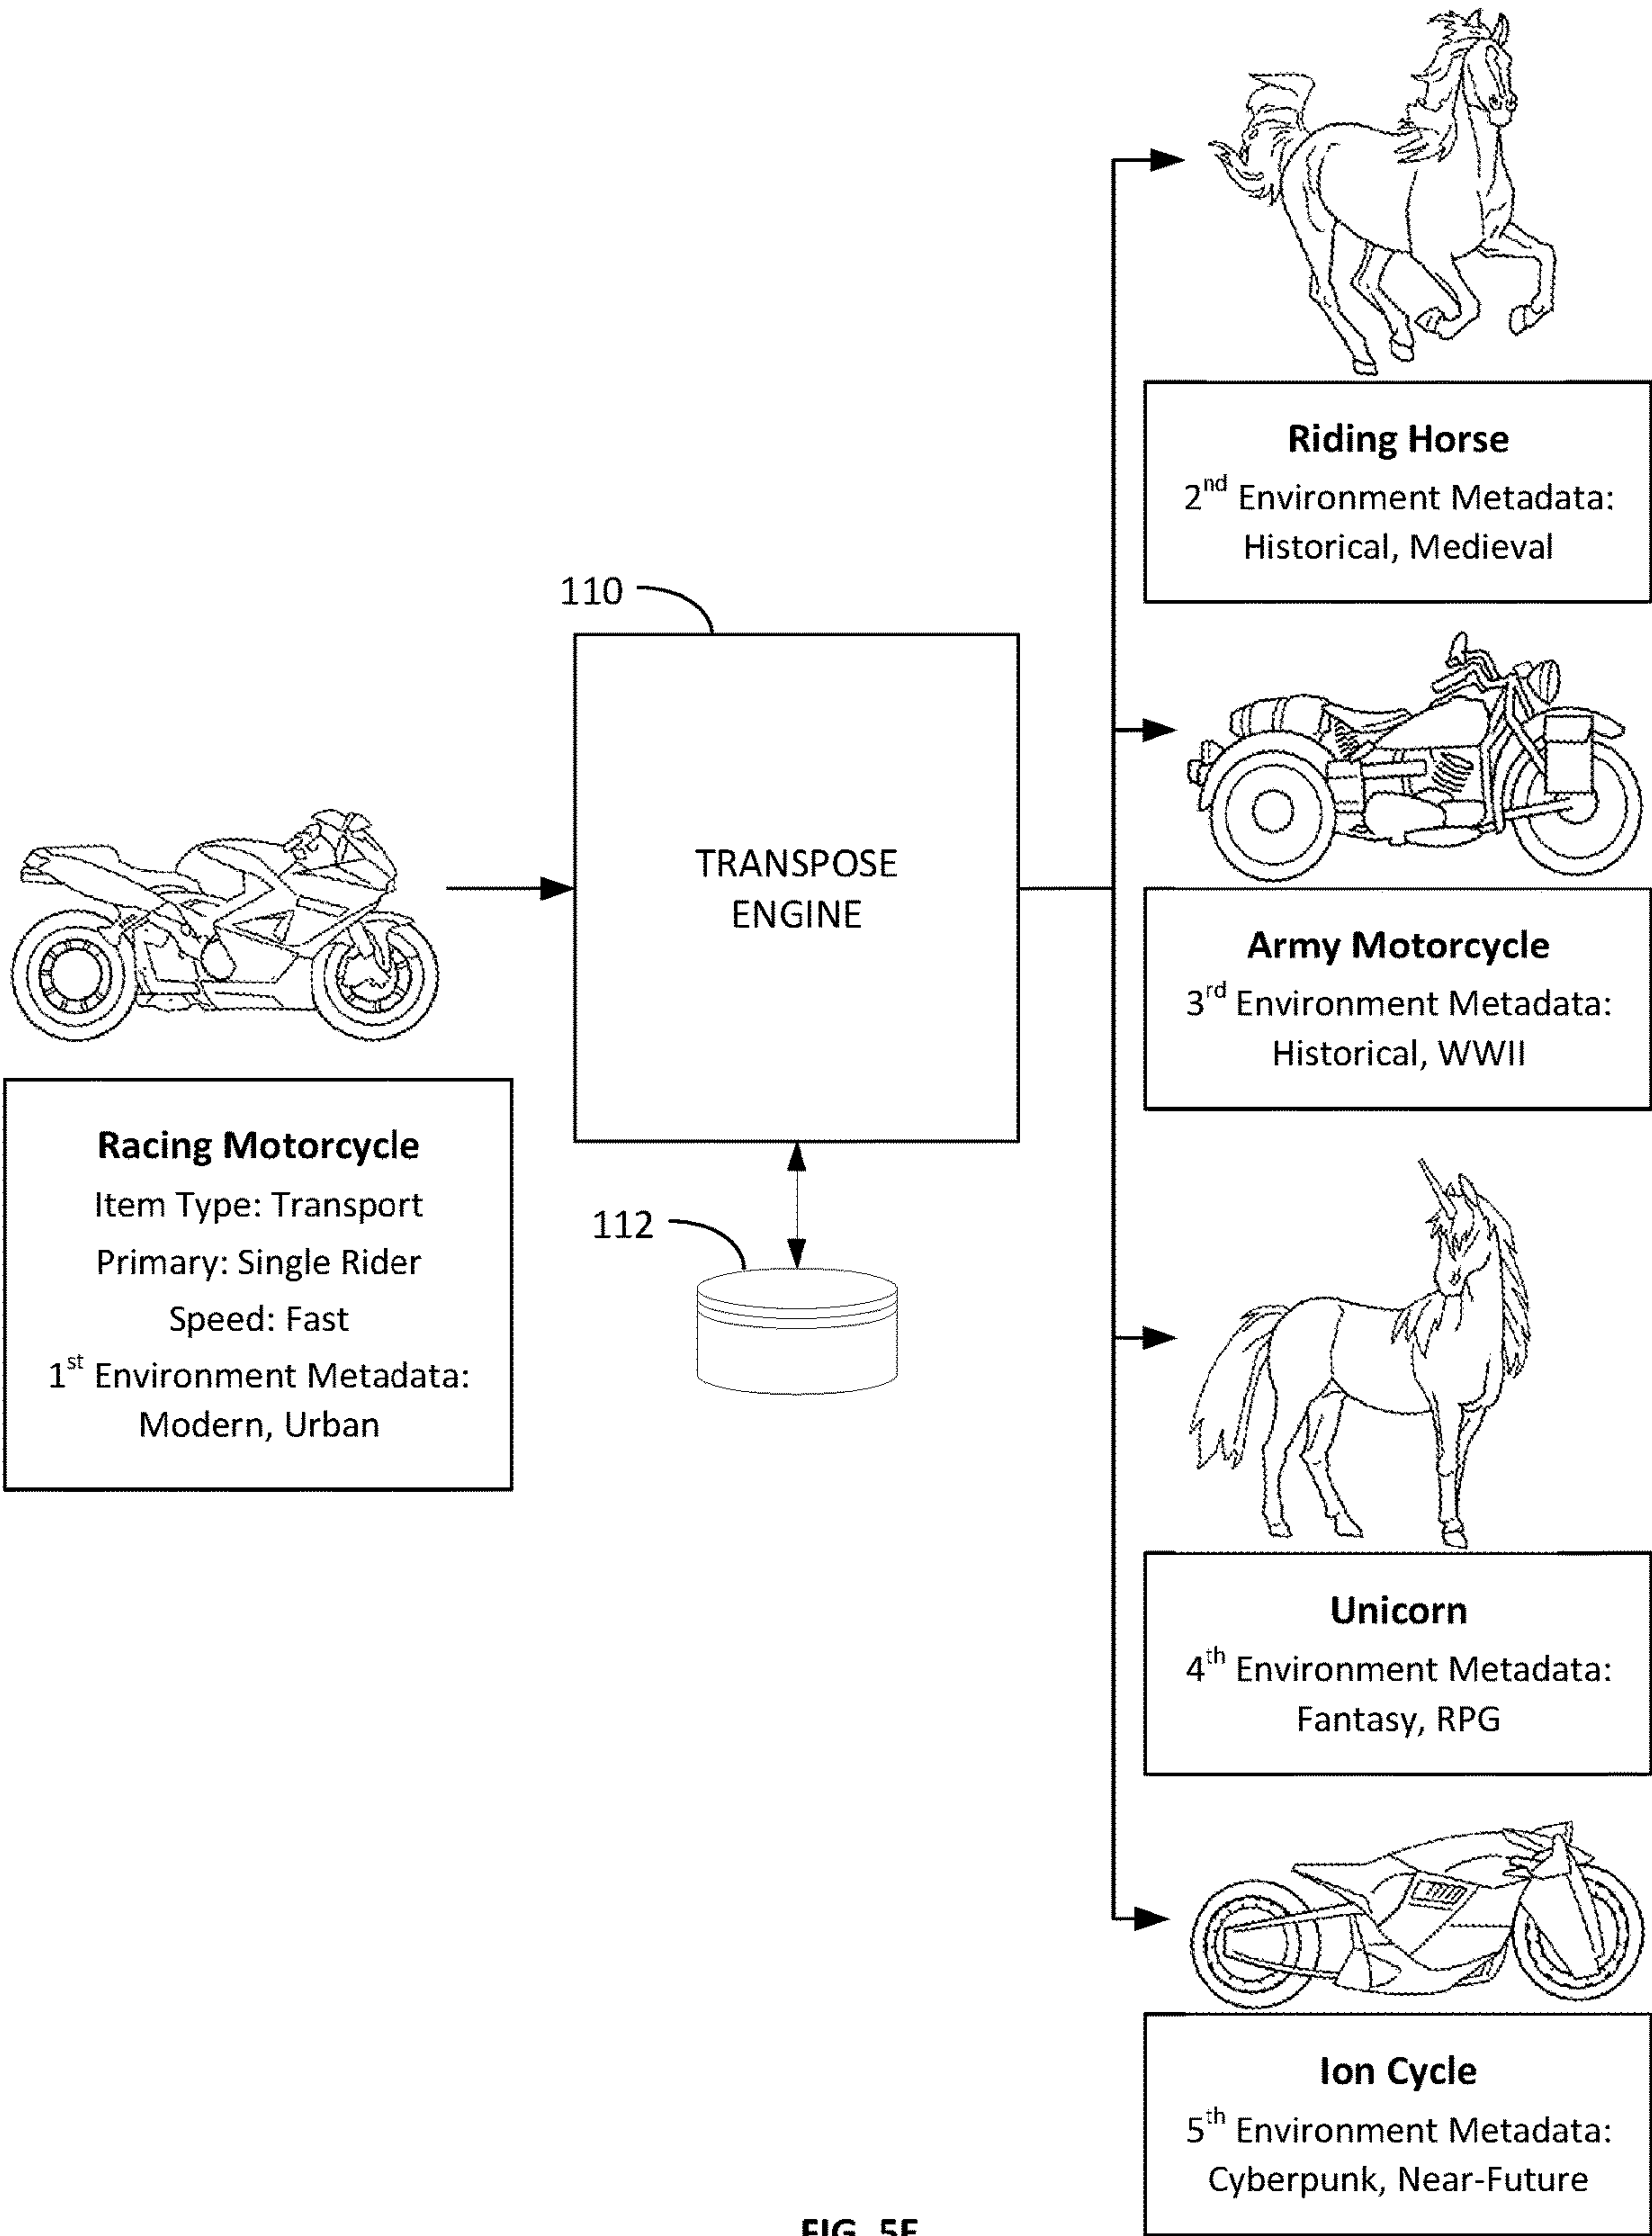 Riding Horse
2nd Environment Metadata:
Historical, Medieval
110
TRANSPOSE
ENGINE
Army Motorcycle
3rd Environment Metadata:
Historical, WWII
Racing Motorcycle
Item Type: Transport
Primary: Single Rider
Speed: Fast
1st Environment Metadata:
Modern, Urban
112
Unicorn
4th Environment Metadata:
Fantasy, RPG
Ion Cycle
5th Environment Metadata:
Cyberpunk, Near-Future
FIG.